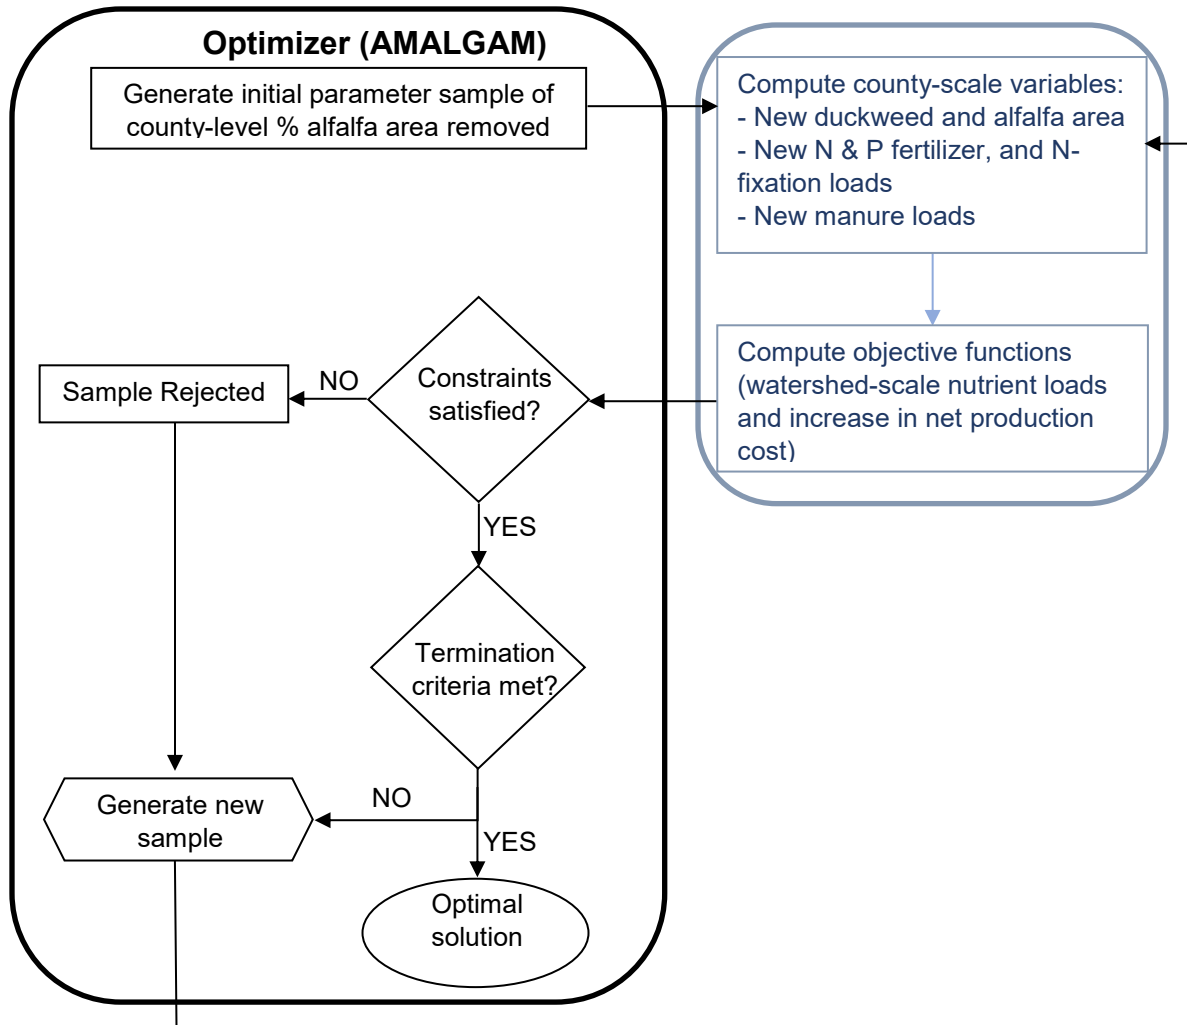 Optimizer (AMALGAM)
Generate initial parameter sample of
county-level % alfalfa area removed
Compute county-scale variables:
- New duckweed and alfalfa area
- New N & P fertilizer, and N-
fixation loads
- New manure loads
Compute objective functions
(watershed-scale nutrient loads
and increase in net production
cost)
Constraints
satisfied?
NO
Sample Rejected
YES
Termination
criteria met?
NO
Generate new
sample
YES
Optimal
solution